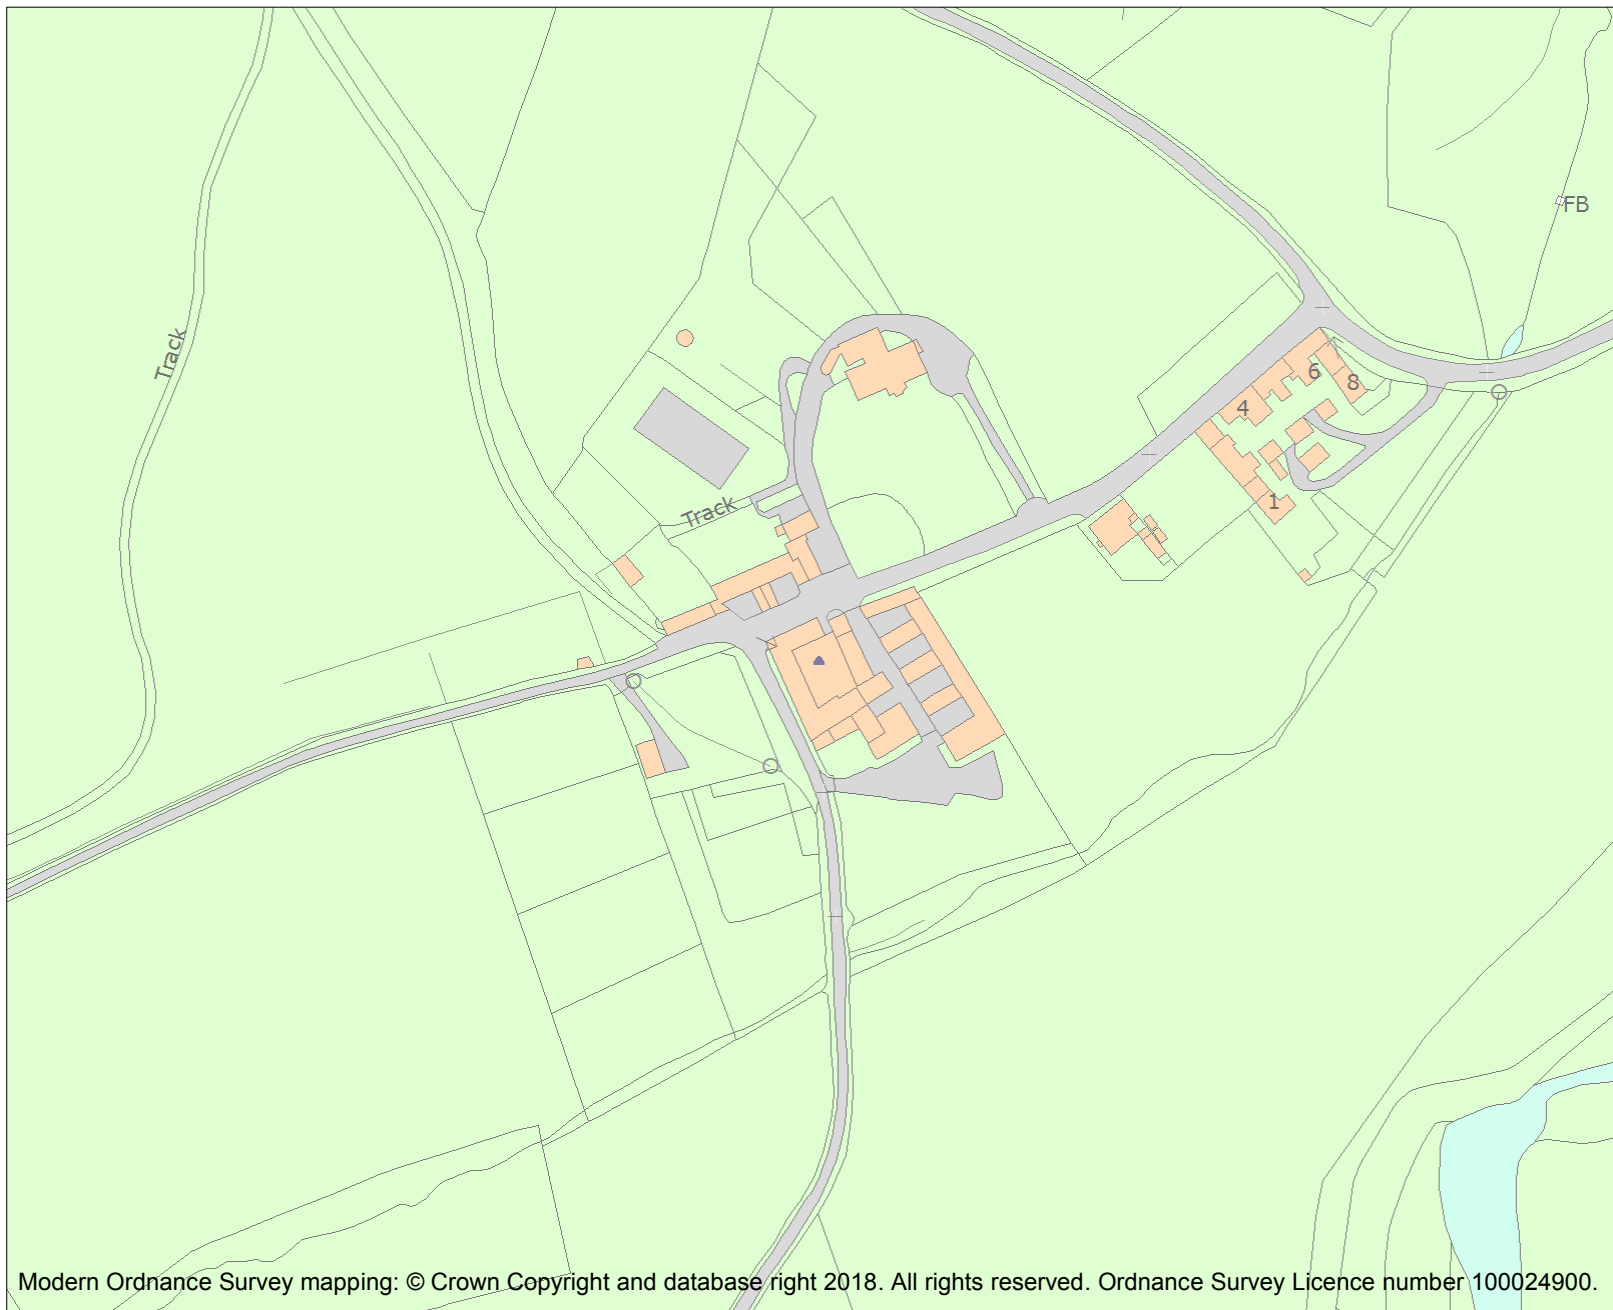 FB
Track
6
8
4
1
Track
Modern Ordnance Survey mapping: © Crown Copyright and database right 2018. All rights reserved. Ordnance Survey Licence number 100024900.